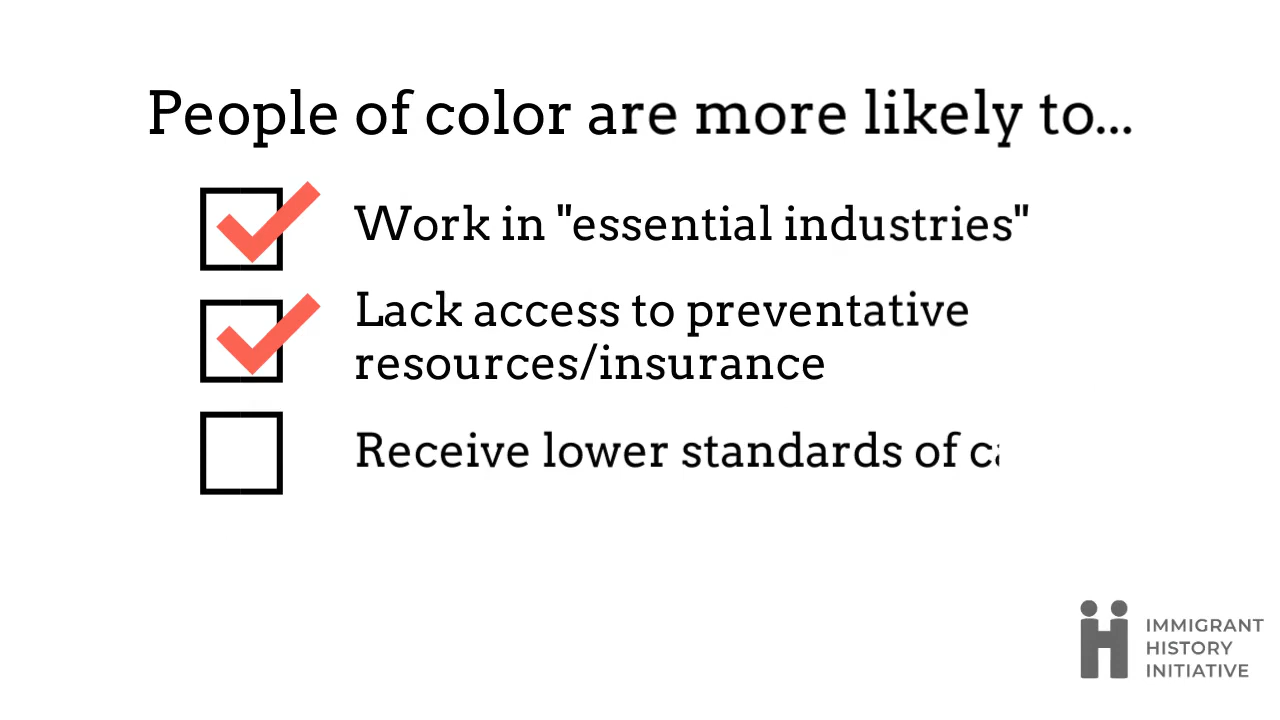 People of color are more likely to...
Work in "essential industries"
Lack access to preventative
resources/insurance
Receive lower standards of
IMMIGRANT
HISTORY
INITIATIVE